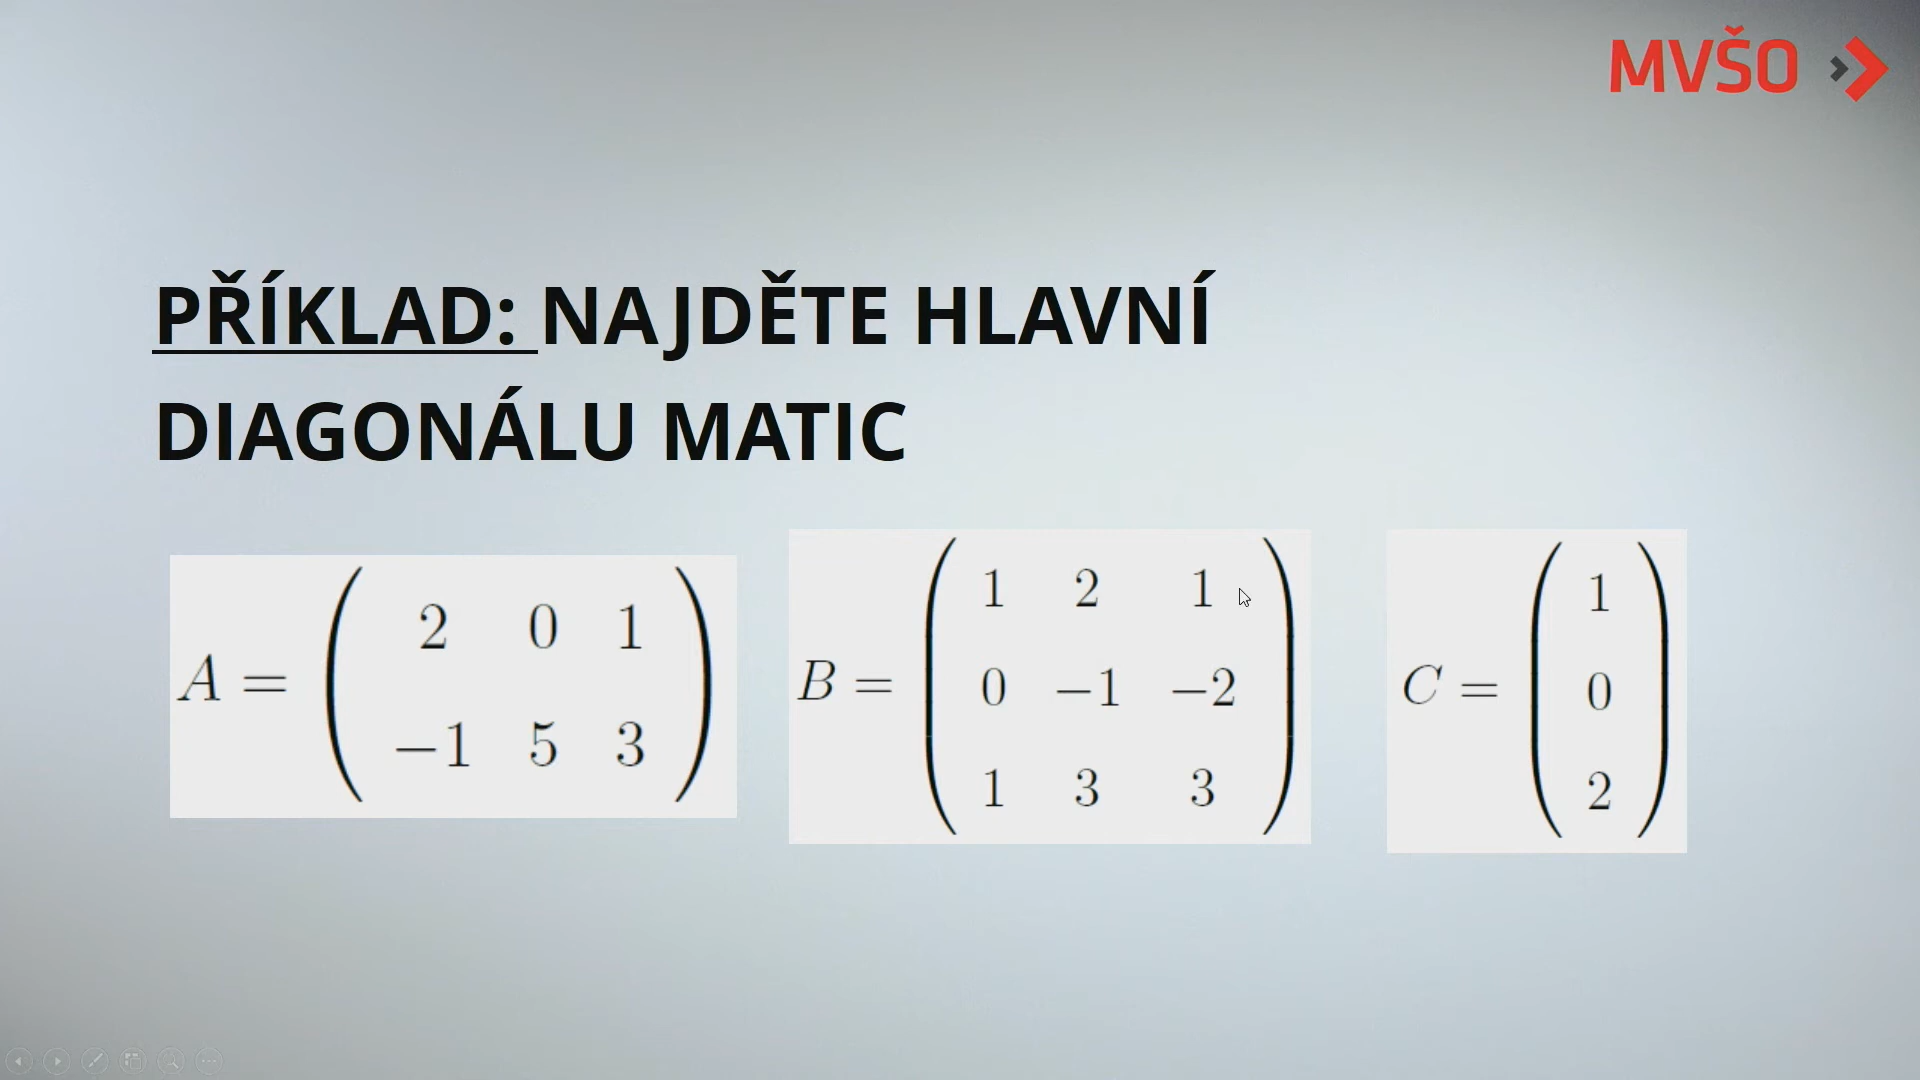 MVŠO
PŘÍKLAD: NAJDĚTE HLAVNÍ
DIAGONÁLU MATIC
A = ( 2 0 1
−1 5 3 )
B = ( 1 2 1
0 −1 −2
1 3 3 )
C = ( 1
0
2 )